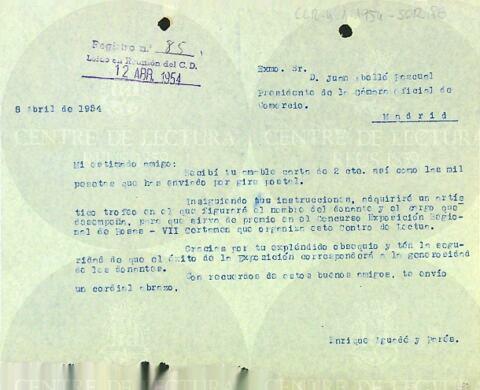 Registro n.º 85
Leído en Reunión del C.D.
12 ABR. 1954
Exmo. Sr.
D. Juan Abelló Pascual
Presidente de la Cámara Oficial de
Comercio.
Madrid
8 Abril de 1954
Mi estimado amigo:
Recibí tu amable carta de 2 cte. así como las mil
pesetas que has enviado por giro postal.
Insiguiendo tus instrucciones, adquiriré un artís
tico trofeo en el que figurará el nombre del donante y el cargo que
desempeña, para que sirva de premio en el Concurso Exposición Regio
nal de Rosas - VII Certamen que organiza este Centro de Lectura.
Gracias por tu expléndido obsequio y tén la segu
ridad de que el éxito de la Exposición corresponderá a la generosidad
de los donantes.
Con recuerdos de estos buenos amigos, te envío
un cordial abrazo,
Enrique Aguadé y Parés.